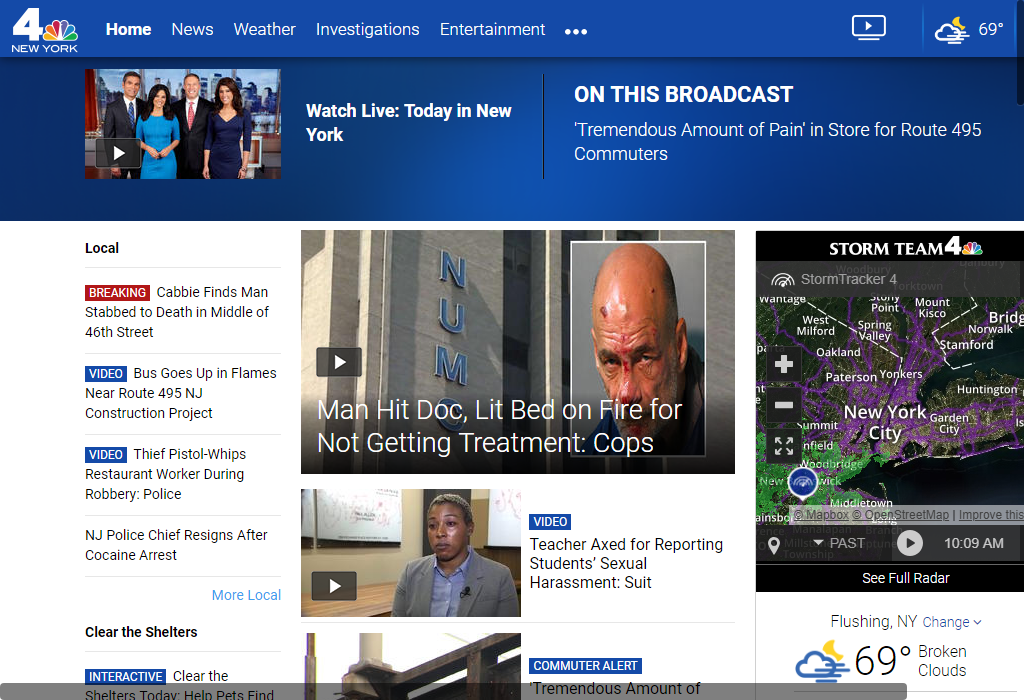 4
NEW YORK
Home
News
Weather
Investigations
Entertainment
69°
Watch Live: Today in New
York
ON THIS BROADCAST
'Tremendous Amount of Pain' in Store for Route 495
Commuters
Local
BREAKING Cabbie Finds Man
Stabbed to Death in Middle of
46th Street
VIDEO Bus Goes Up in Flames
Near Route 495 NJ
Construction Project
VIDEO Thief Pistol-Whips
Restaurant Worker During
Robbery: Police
NJ Police Chief Resigns After
Cocaine Arrest
More Local
Clear the Shelters
INTERACTIVE Clear the
Shelters Today: Help Pets Find
NUMC
Man Hit Doc, Lit Bed on Fire for
Not Getting Treatment: Cops
VIDEO
Teacher Axed for Reporting
Students' Sexual
Harassment: Suit
COMMUTER ALERT
'Tremendous Amount of
STORM TEAM 4
StormTracker 4
Woodbury
Danbury
Yorktown
Wantage
Stony
Point
Mount
Kisco
Bridg
West
Milford
Spring
Valley
Norwalk
Stamford
Oakland
Paterson
Yonkers
Huntington
New York
City
Garden
City
Summit
nfield
Woodbridge
New
wick
Middletown
ainsbo
© Mapbox © OpenStreetMap | Improve this
Township
PAST
10:09 AM
See Full Radar
Flushing, NY Change
69° Broken
Clouds